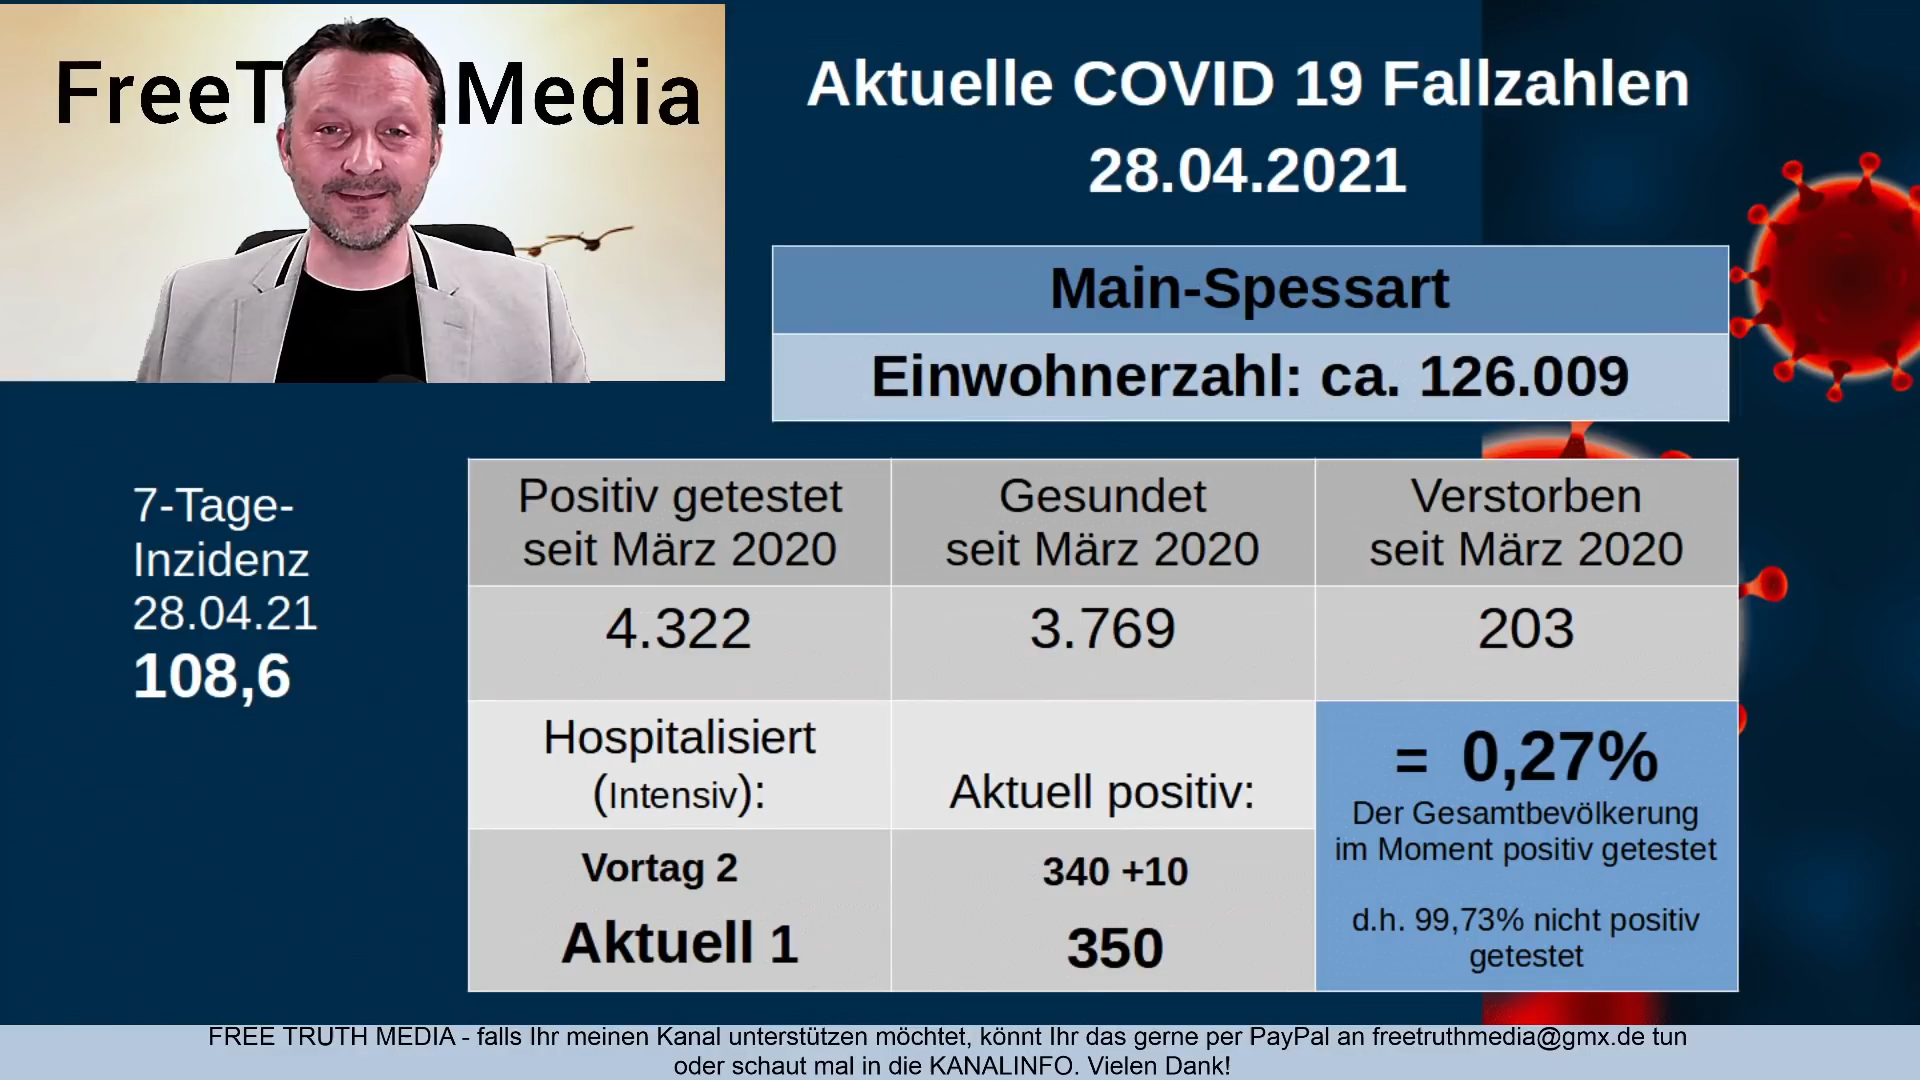 FreeT Media
Aktuelle COVID 19 Fallzahlen
28.04.2021
Main-Spessart
Einwohnerzahl: ca. 126.009
7-Tage-
Inzidenz
28.04.21
108,6
Positiv getestet
seit März 2020
Gesundet
seit März 2020
Verstorben
seit März 2020
4.322
3.769
203
Hospitalisiert
(Intensiv):
Aktuell positiv:
Vortag 2
Aktuell 1
340 +10
350
= 0,27%
Der Gesamtbevölkerung
im Moment positiv getestet
d.h. 99,73% nicht positiv
getestet
FREE TRUTH MEDIA - falls Ihr meinen Kanal unterstützen möchtet, könnt Ihr das gerne per PayPal an freetruthmedia@gmx.de tun
oder schaut mal in die KANALINFO. Vielen Dank!